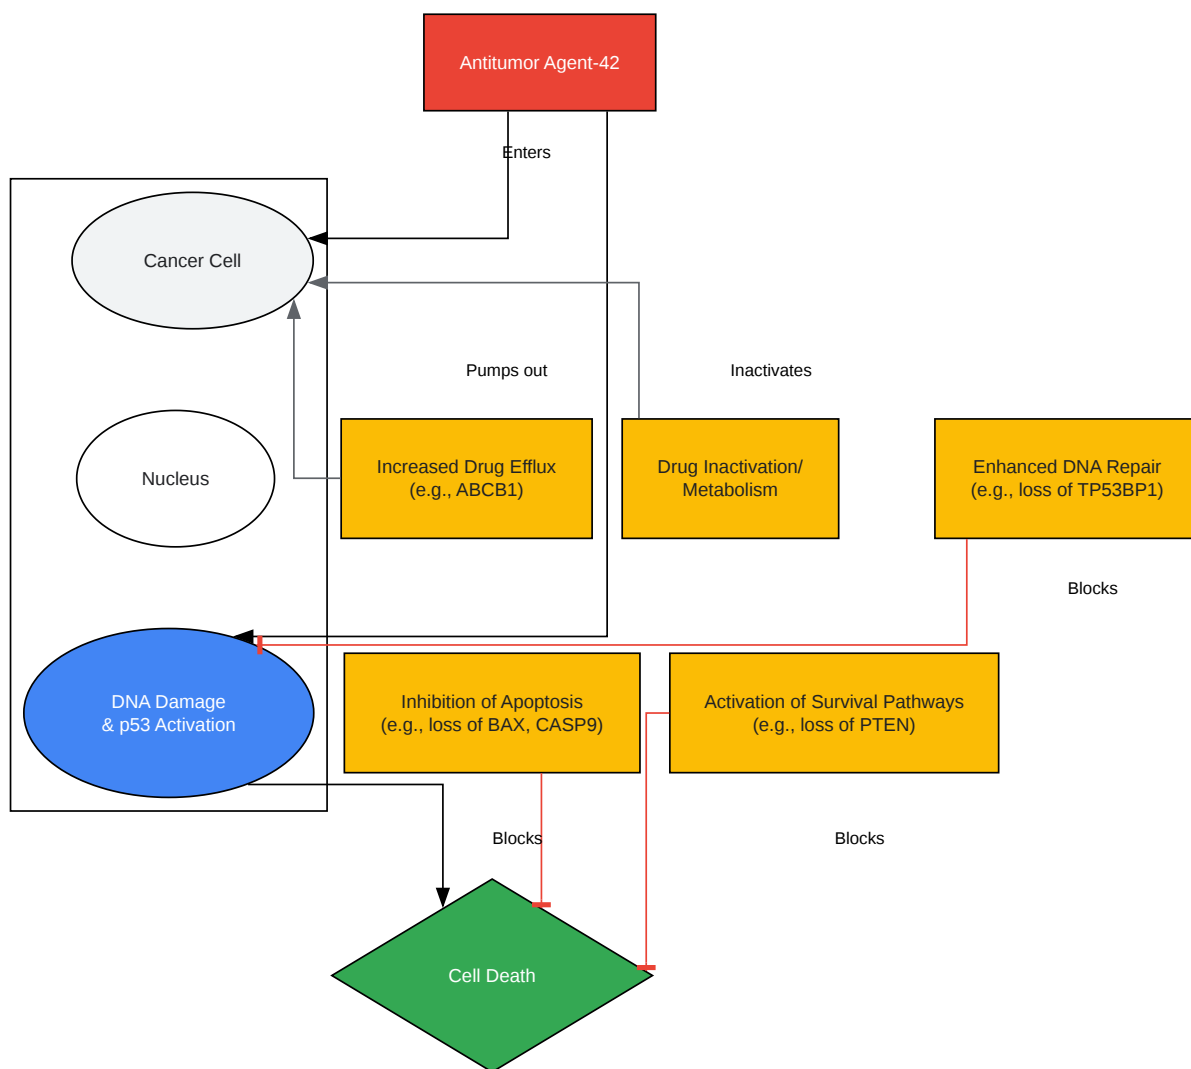 Antitumor Agent-42
Enters
Cancer Cell
Pumps out
Inactivates
Nucleus
Increased Drug Efflux
(e.g., ABCB1)
Drug Inactivation/
Metabolism
Enhanced DNA Repair
(e.g., loss of TP53BP1)
Blocks
DNA Damage
& p53 Activation
Inhibition of Apoptosis
(e.g., loss of BAX, CASP9)
Activation of Survival Pathways
(e.g., loss of PTEN)
Blocks
Blocks
Cell Death